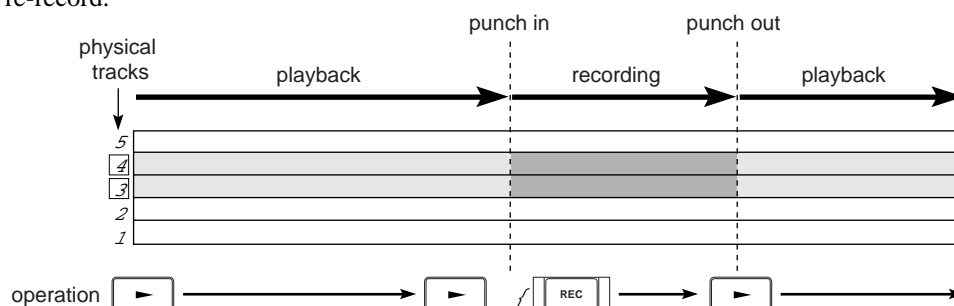 re-record.
punch in punch out
physical
tracks
playback recording playback
5
4
3
2
1
operation REC